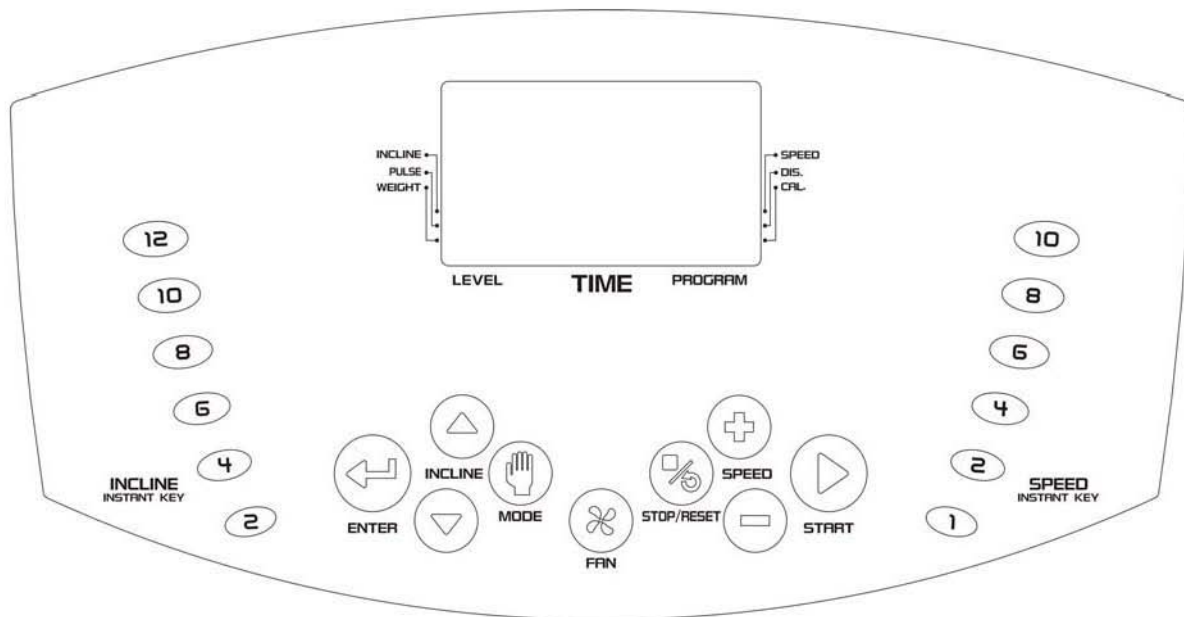 INCLINE
PULSE
WEIGHT
SPEED
DIS.
CAL.
LEVEL TIME PROGRAM
12
10
8
6
4
2
INCLINE
INSTANT KEY
10
8
6
4
2
1
SPEED
INSTANT KEY
ENTER
INCLINE
MODE
FAN
STOP/RESET
SPEED
START